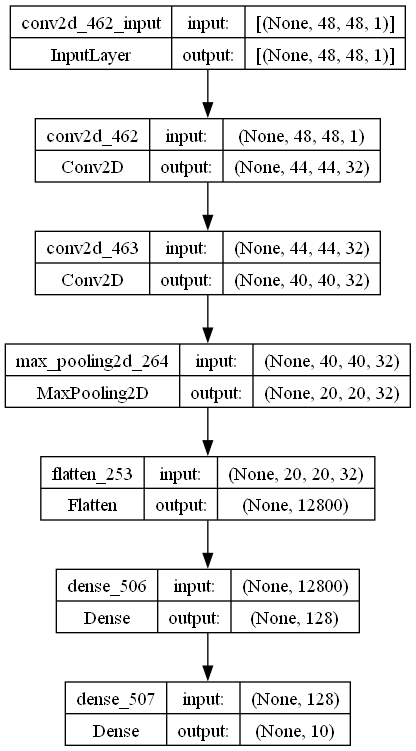 conv2d_462_input input: [(None, 48, 48, 1)]
InputLayer output: [(None, 48, 48, 1)]
conv2d_462 input: (None, 48, 48, 1)
Conv2D output: (None, 44, 44, 32)
conv2d_463 input: (None, 44, 44, 32)
Conv2D output: (None, 40, 40, 32)
max_pooling2d_264 input: (None, 40, 40, 32)
MaxPooling2D output: (None, 20, 20, 32)
flatten_253 input: (None, 20, 20, 32)
Flatten output: (None, 12800)
dense_506 input: (None, 12800)
Dense output: (None, 128)
dense_507 input: (None, 128)
Dense output: (None, 10)